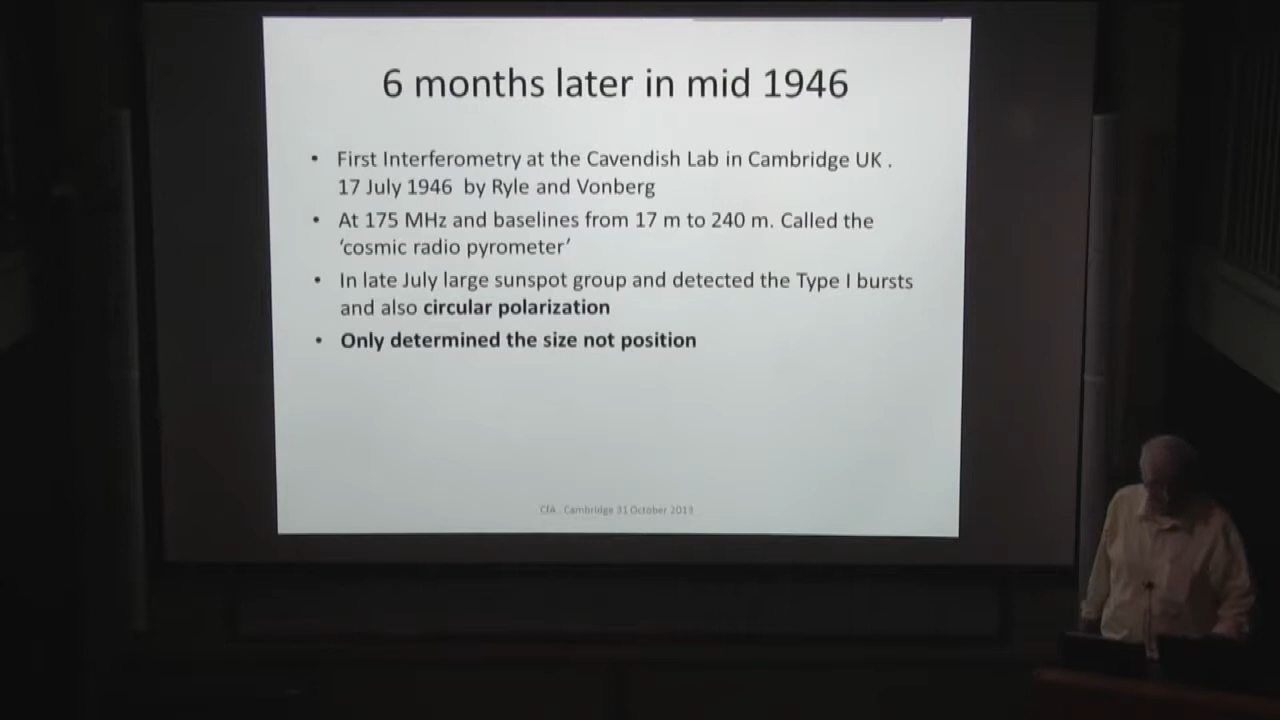 6 months later in mid 1946
• First Interferometry at the Cavendish Lab in Cambridge UK .
17 July 1946 by Ryle and Vonberg
• At 175 MHz and baselines from 17 m to 240 m. Called the
‘cosmic radio pyrometer’
• In late July large sunspot group and detected the Type I bursts
and also circular polarization
• Only determined the size not position
CfA . Cambridge 31 October 2013